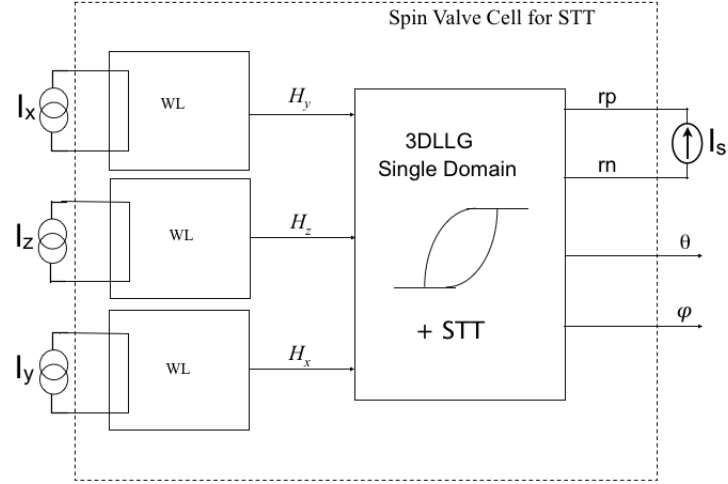 Spin Valve Cell for STT
Ix
WL
Hy
Iz
WL
Hz
Iy
WL
Hx
3DLLG
Single Domain
+ STT
rp
rn
Is
θ
φ